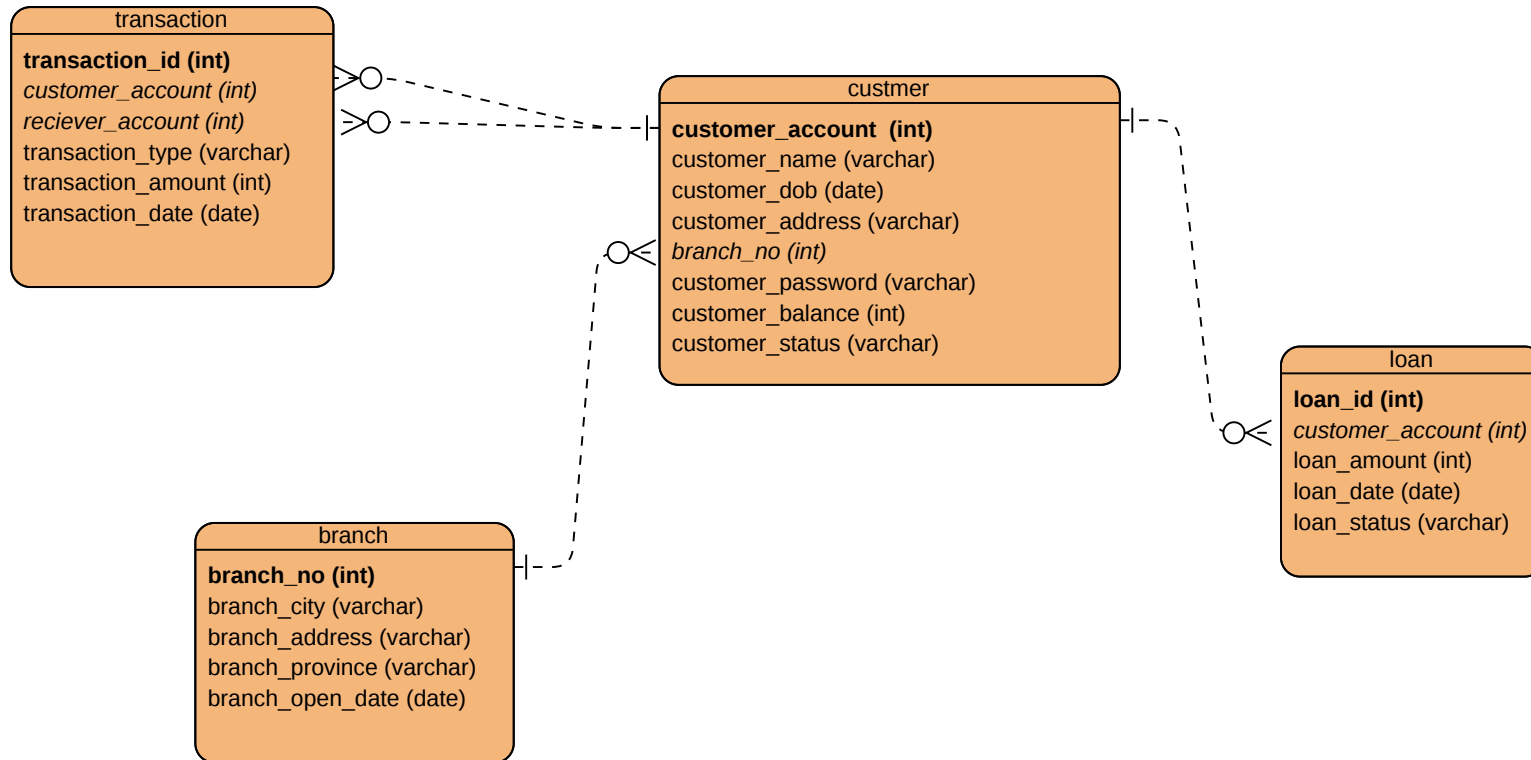 transaction
transaction_id (int)
customer_account (int)
reciever_account (int)
transaction_type (varchar)
transaction_amount (int)
transaction_date (date)
custmer
customer_account (int)
customer_name (varchar)
customer_dob (date)
customer_address (varchar)
branch_no (int)
customer_password (varchar)
customer_balance (int)
customer_status (varchar)
loan
loan_id (int)
customer_account (int)
loan_amount (int)
loan_date (date)
loan_status (varchar)
branch
branch_no (int)
branch_city (varchar)
branch_address (varchar)
branch_province (varchar)
branch_open_date (date)